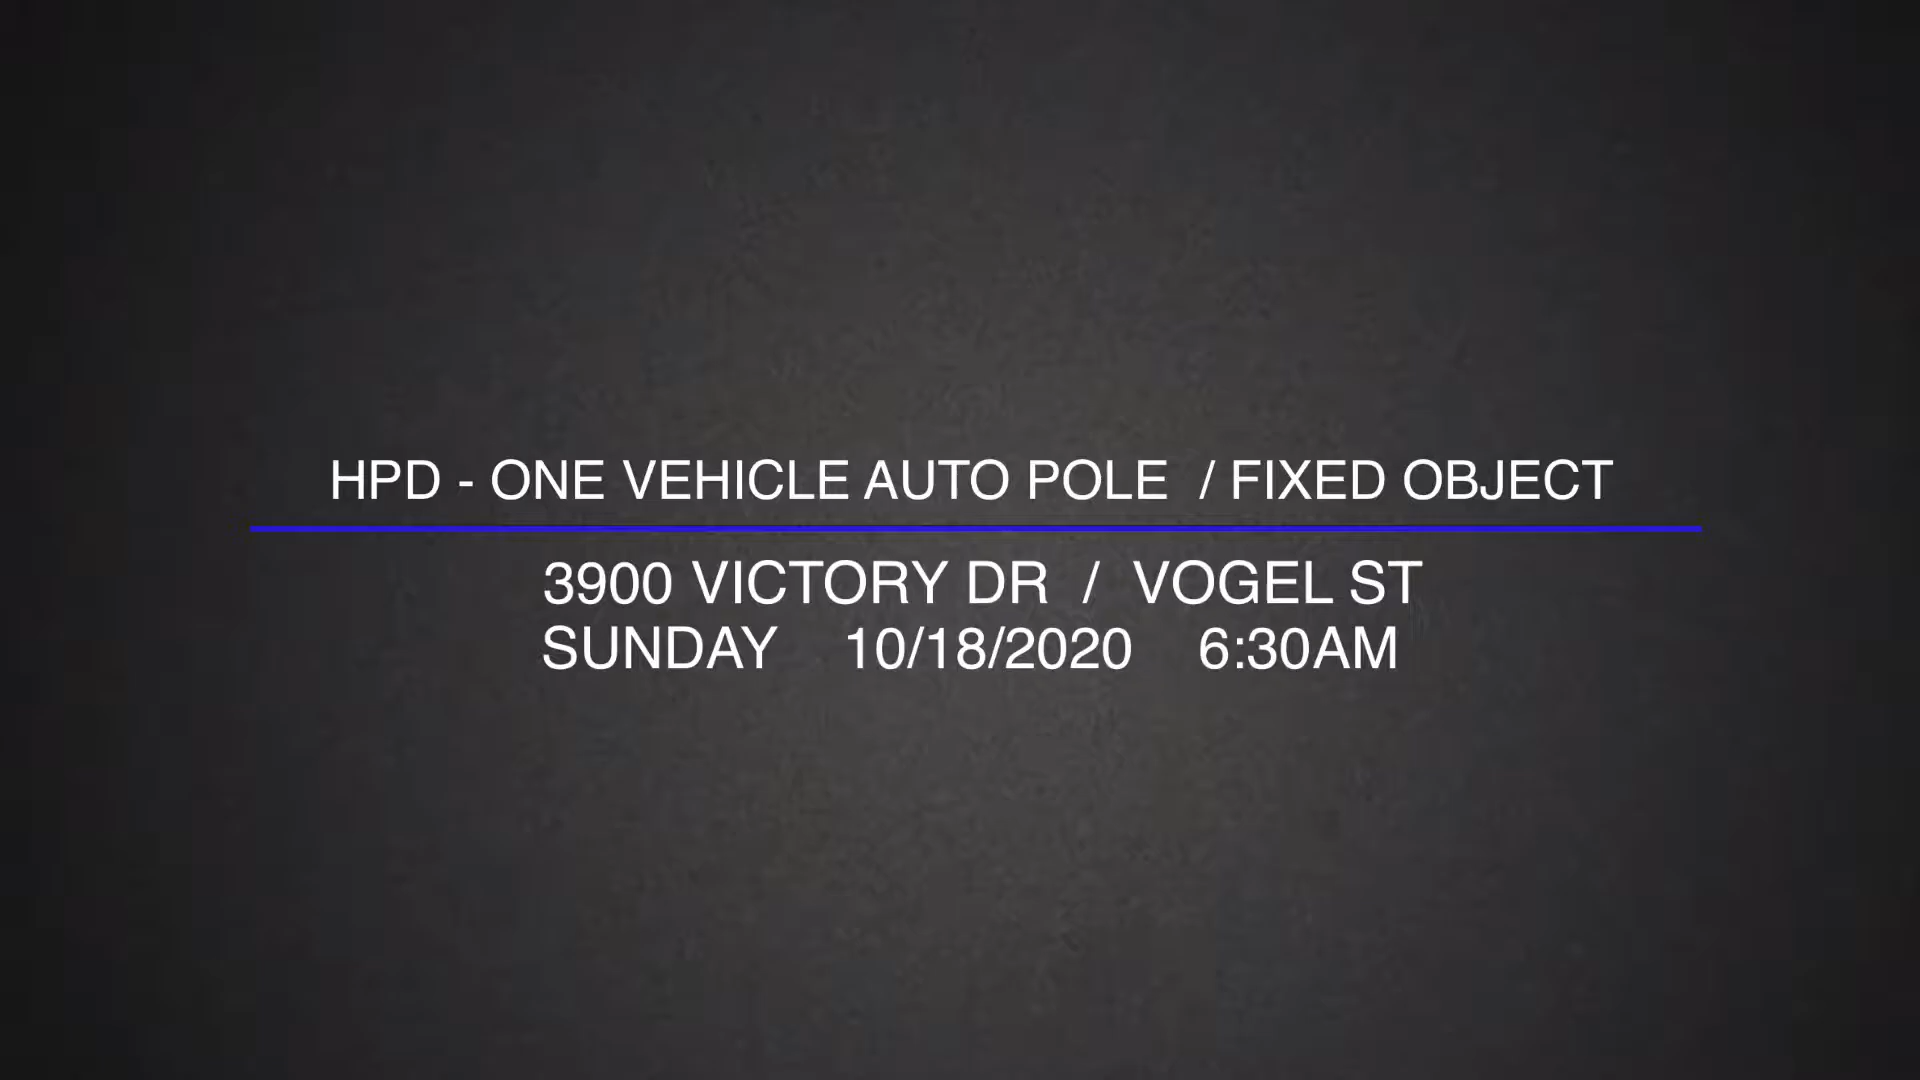 HPD - ONE VEHICLE AUTO POLE / FIXED OBJECT
3900 VICTORY DR / VOGEL ST
SUNDAY 10/18/2020 6:30AM